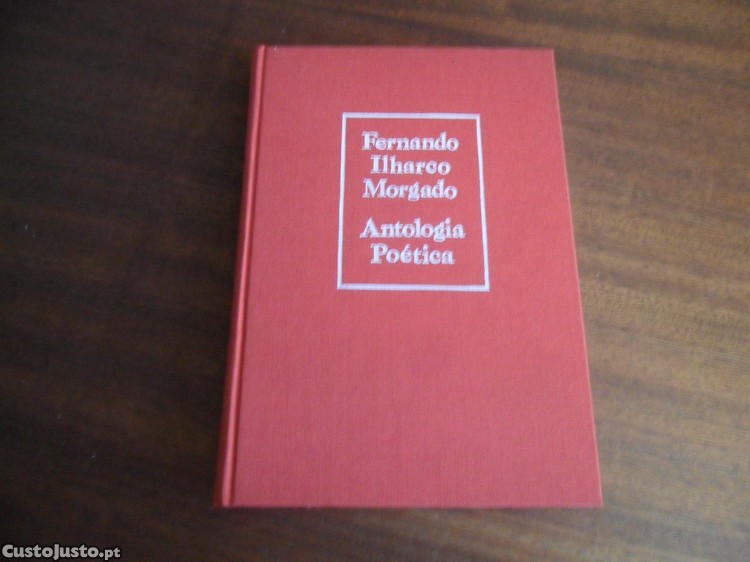 Fernando
Ilharco
Morgado
Antologia
Poética
CustoJusto.pt